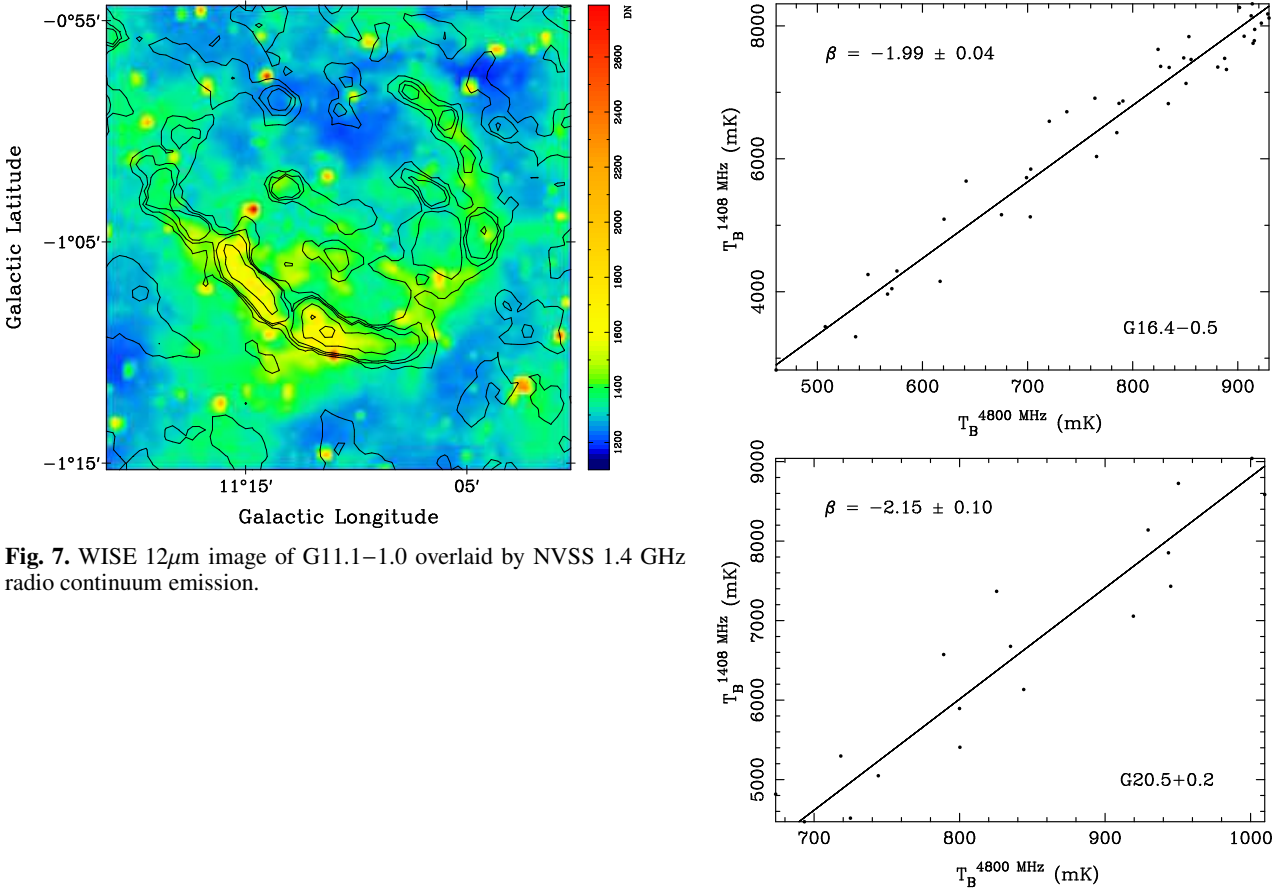 −0°55′
−1°05′
−1°15′
Galactic Latitude
11°15′
05′
Galactic Longitude
DN
2600
2400
2200
2000
1800
1600
1400
1200
Fig. 7. WISE 12μm image of G11.1−1.0 overlaid by NVSS 1.4 GHz
radio continuum emission.
β = −1.99 ± 0.04
G16.4−0.5
8000
6000
4000
T_B^1408 MHz (mK)
500 600 700 800 900
T_B^4800 MHz (mK)
β = −2.15 ± 0.10
G20.5+0.2
9000
8000
7000
6000
5000
T_B^1408 MHz (mK)
700 800 900 1000
T_B^4800 MHz (mK)